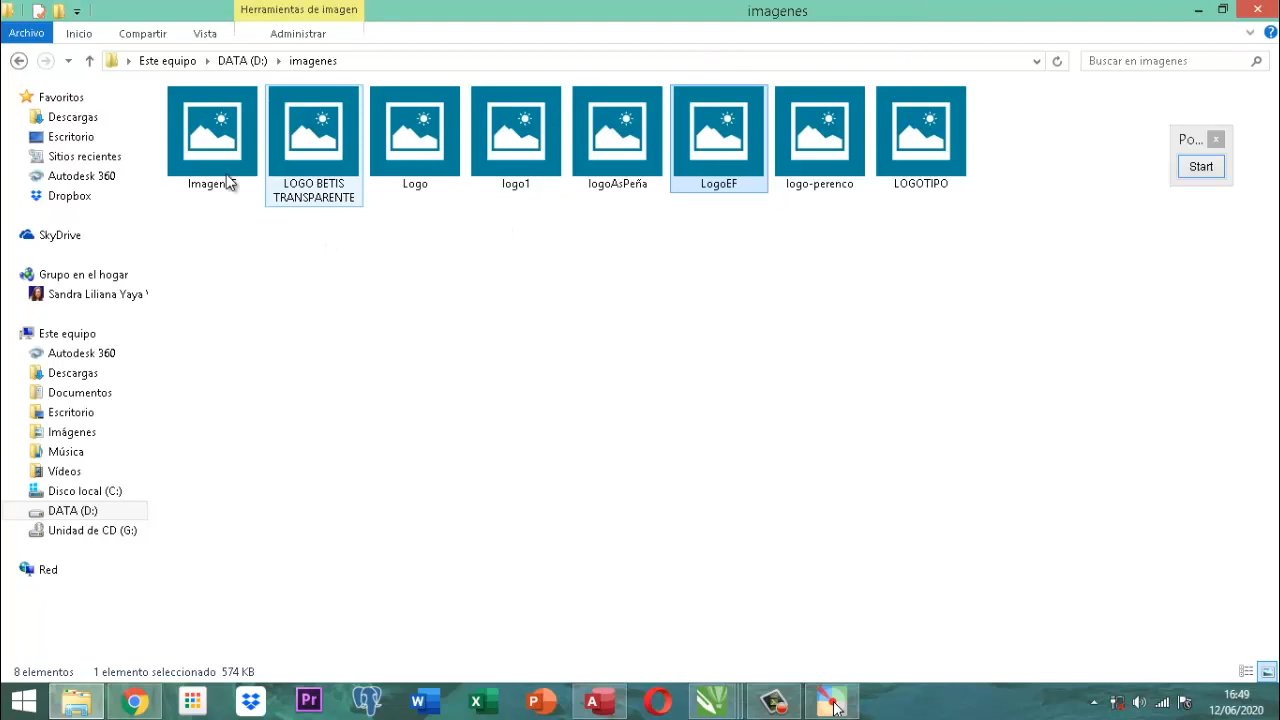 Herramientas de imagen
imagenes
Archivo
Inicio
Compartir
Vista
Administrar
Este equipo
DATA (D:)
imagenes
Buscar en imagenes
Favoritos
Descargas
Escritorio
Sitios recientes
Autodesk 360
Dropbox
SkyDrive
Grupo en el hogar
Sandra Liliana Yaya
Este equipo
Autodesk 360
Descargas
Documentos
Escritorio
Imágenes
Música
Vídeos
Disco local (C:)
DATA (D:)
Unidad de CD (G:)
Red
LOGO BETIS
TRANSPARENTE
Logo
logo1
logoAsPeña
LogoEF
logo-perenco
LOGOTIPO
Po...
Start
8 elementos
1 elemento seleccionado 574 KB
Pr
W
X
P
A
16:49
12/06/2020